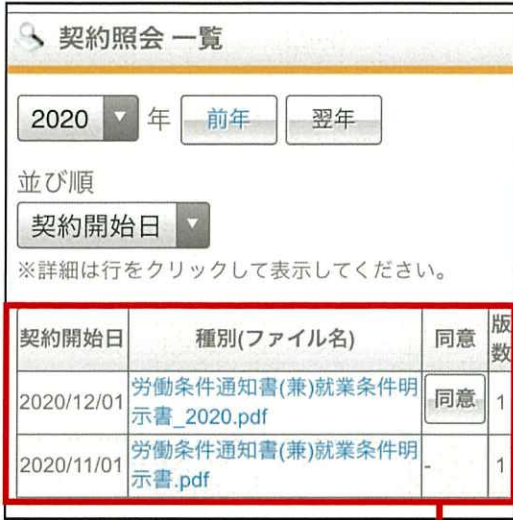 契約照会 一覧
2020 年 前年 翌年
並び順
契約開始日
※詳細は行をクリックして表示してください。
契約開始日 種別(ファイル名) 同意 版数
2020/12/01 労働条件通知書(兼)就業条件明示書_2020.pdf 同意 1
2020/11/01 労働条件通知書(兼)就業条件明示書.pdf - 1